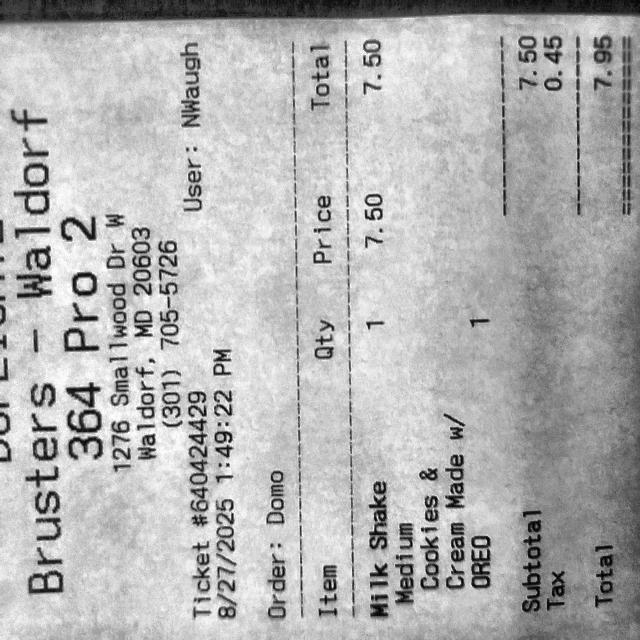 Brusters - Waldorf
364 Pro 2
1276 Smallwood Dr W
Waldorf, MD 20603
(301) 705-5726
Ticket #640424429 User: NWaugh
8/27/2025 1:49:22 PM
Order: Domo
Item Qty Price Total
Milk Shake 1 7.50 7.50
Medium
Cookies &
Cream Made w/
OREO 1
Subtotal 7.50
Tax 0.45
Total 7.95